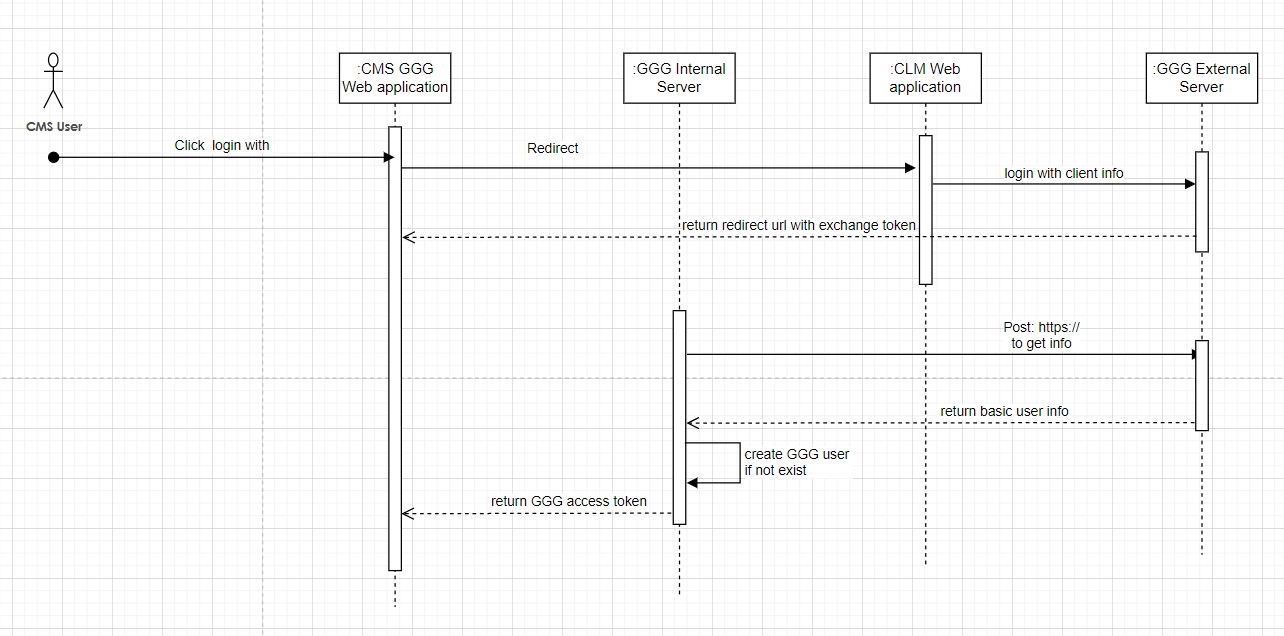 :CMS GGG
Web application
:GGG Internal
Server
:CLM Web
application
:GGG External
Server
CMS User
Click  login with
Redirect
login with client info
return redirect url with exchange token
Post: https://
to get info
return basic user info
create GGG user
if not exist
return GGG access token